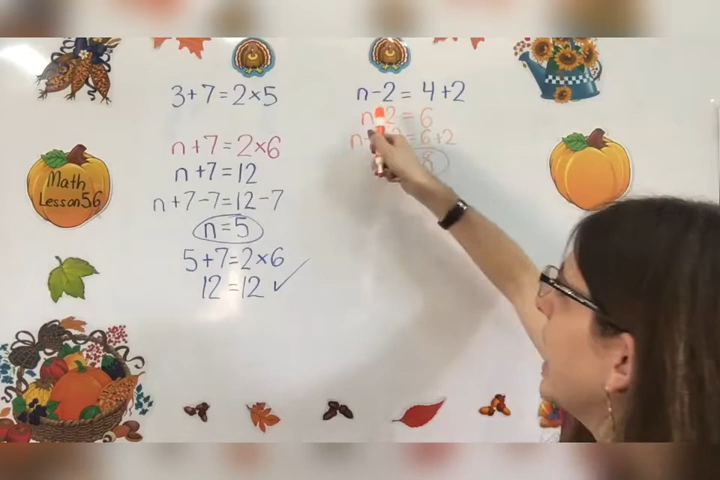 Math
Lesson 56
3+7=2×5
n+7=2×6
n+7=12
n+7-7=12-7
n=5
5+7=2×6
12=12 ✓
n-2=4+2
n-2=6
=6+2
8